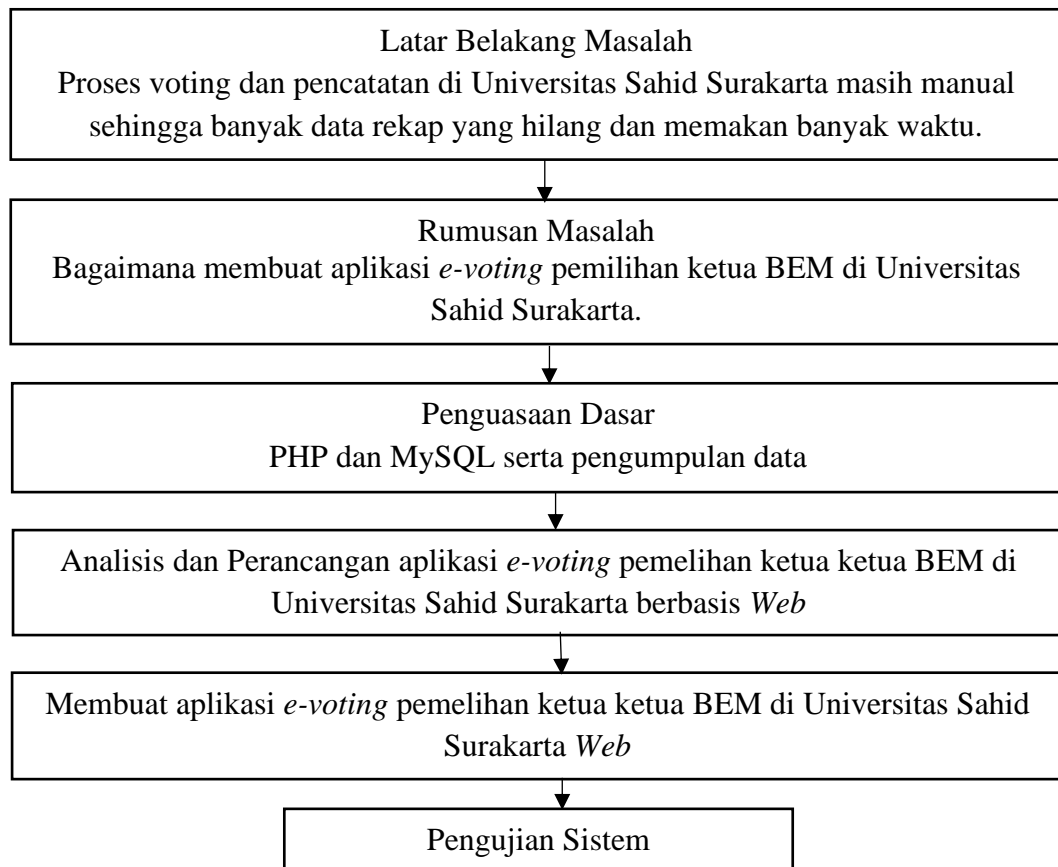 Latar Belakang Masalah
Proses voting dan pencatatan di Universitas Sahid Surakarta masih manual
sehingga banyak data rekap yang hilang dan memakan banyak waktu.
Rumusan Masalah
Bagaimana membuat aplikasi e-voting pemilihan ketua BEM di Universitas
Sahid Surakarta.
Penguasaan Dasar
PHP dan MySQL serta pengumpulan data
Analisis dan Perancangan aplikasi e-voting pemelihan ketua ketua BEM di
Universitas Sahid Surakarta berbasis Web
Membuat aplikasi e-voting pemelihan ketua ketua BEM di Universitas Sahid
Surakarta Web
Pengujian Sistem